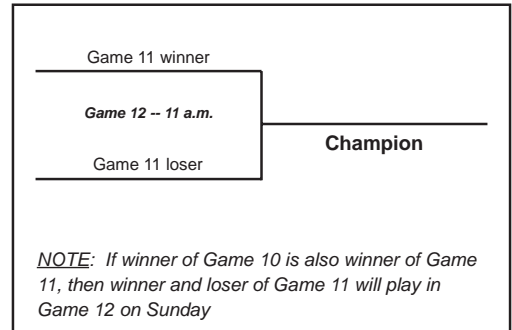 Game 11 winner
Game 12 -- 11 a.m.
Champion
Game 11 loser
NOTE: If winner of Game 10 is also winner of Game
11, then winner and loser of Game 11 will play in
Game 12 on Sunday